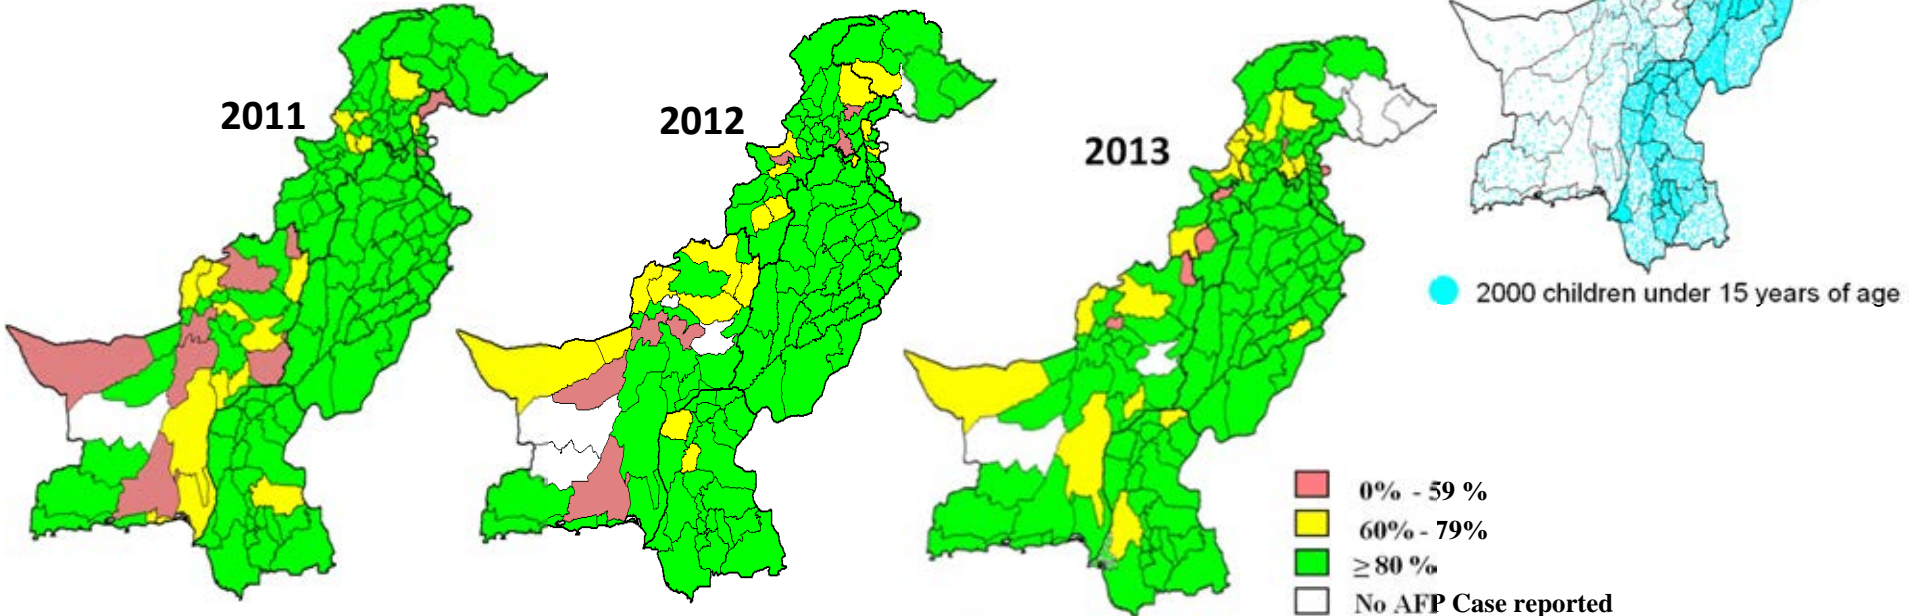 2011
2012
2013
2000 children under 15 years of age
0% - 59 %
60% - 79%
≥ 80 %
No AFP Case reported